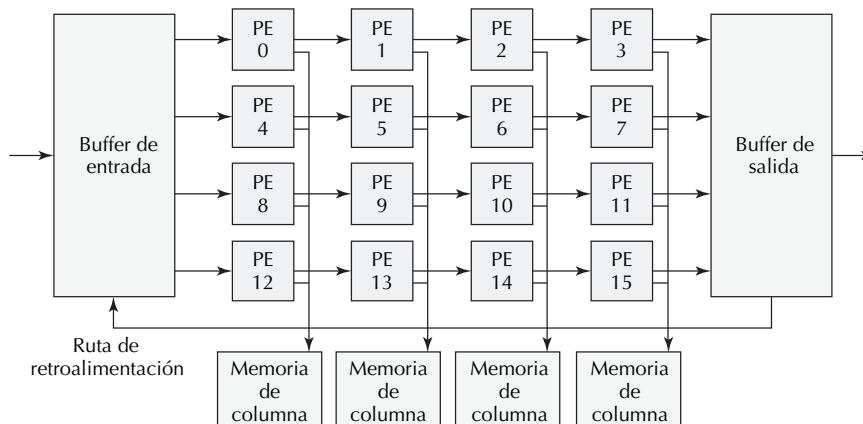 PE
0
PE
1
PE
2
PE
3
PE
4
PE
5
PE
6
PE
7
Buffer de
entrada
Buffer de
salida
PE
8
PE
9
PE
10
PE
11
PE
12
PE
13
PE
14
PE
15
Ruta de
retroalimentación
Memoria
de
columna
Memoria
de
columna
Memoria
de
columna
Memoria
de
columna